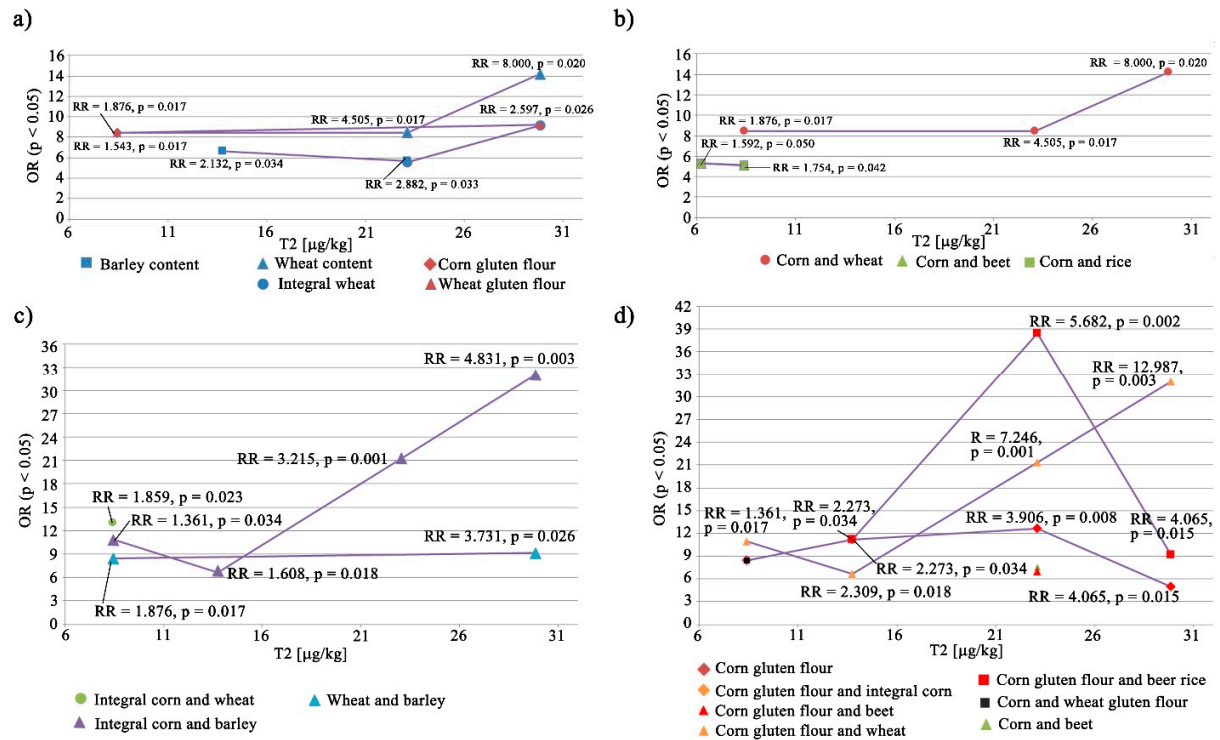 a)
16
14
12
10
8
6
4
2
0
OR (p < 0.05)
RR = 8.000, p = 0.020
RR = 1.876, p = 0.017
RR = 4.505, p = 0.017
RR = 2.597, p = 0.026
RR = 1.543, p = 0.017
RR = 2.132, p = 0.034
RR = 2.882, p = 0.033
6 11 16 21 26 31
T2 [µg/kg]
Barley content
Wheat content
Corn gluten flour
Integral wheat
Wheat gluten flour
b)
16
14
12
10
8
6
4
2
0
OR (p < 0.05)
RR = 8.000, p = 0.020
RR = 1.876, p = 0.017
RR = 1.592, p = 0.050
RR = 4.505, p = 0.017
RR = 1.754, p = 0.042
6 11 16 21 26 31
T2 [µg/kg]
Corn and wheat
Corn and beet
Corn and rice
c)
36
33
30
27
24
21
18
15
12
9
6
3
0
OR (p < 0.05)
RR = 4.831, p = 0.003
RR = 3.215, p = 0.001
RR = 1.859, p = 0.023
RR = 1.361, p = 0.034
RR = 3.731, p = 0.026
RR = 1.608, p = 0.018
RR = 1.876, p = 0.017
6 11 16 21 26 31
T2 [µg/kg]
Integral corn and wheat
Wheat and barley
Integral corn and barley
d)
42
39
36
33
30
27
24
21
18
15
12
9
6
3
0
OR (p < 0.05)
RR = 5.682, p = 0.002
RR = 12.987,
p = 0.003
R = 7.246,
p = 0.001
RR = 1.361,
p = 0.017
RR = 2.273,
p = 0.034
RR = 3.906, p = 0.008
RR = 4.065,
p = 0.015
RR = 2.273, p = 0.034
RR = 2.309, p = 0.018
RR = 4.065, p = 0.015
6 11 16 21 26 31
T2 [µg/kg]
Corn gluten flour
Corn gluten flour and integral corn
Corn gluten flour and beet
Corn gluten flour and wheat
Corn gluten flour and beer rice
Corn and wheat gluten flour
Corn and beet